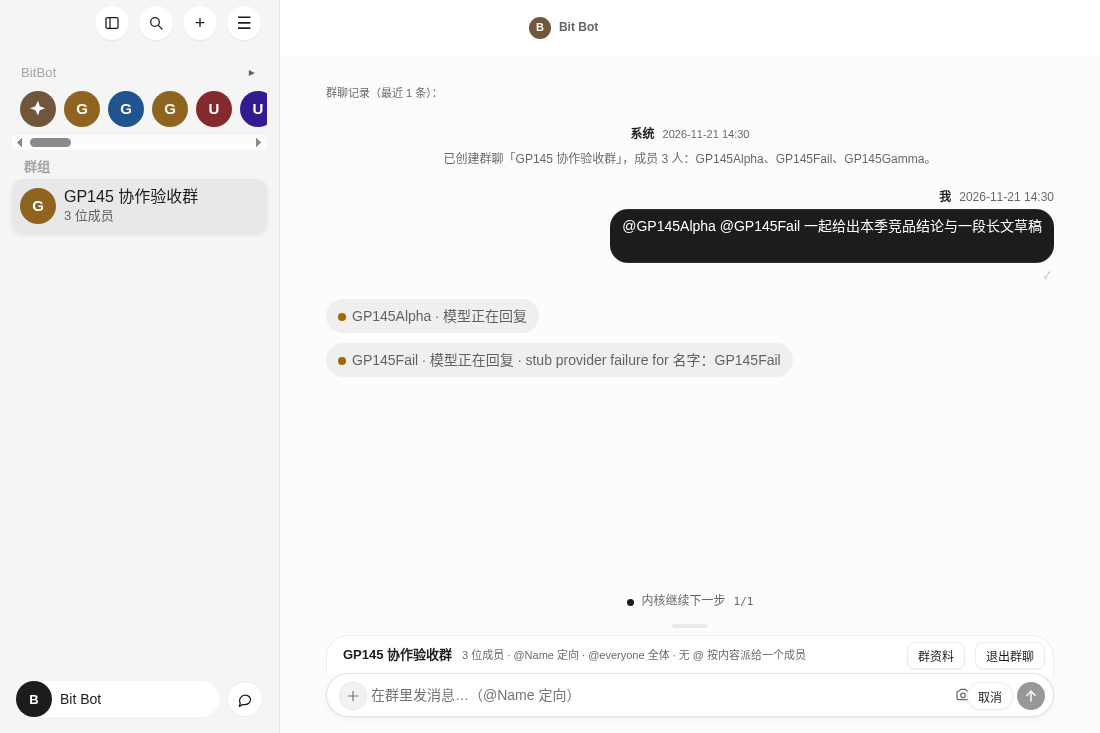 B Bit Bot
BitBot
G G G U U
群组
G GP145 协作验收群
3 位成员
群聊记录（最近 1 条）：
系统 2026-11-21 14:30
已创建群聊「GP145 协作验收群」，成员 3 人：GP145Alpha、GP145Fail、GP145Gamma。
我 2026-11-21 14:30
@GP145Alpha @GP145Fail 一起给出本季竞品结论与一段长文草稿
GP145Alpha · 模型正在回复
GP145Fail · 模型正在回复 · stub provider failure for 名字：GP145Fail
内核继续下一步 1/1
GP145 协作验收群 3 位成员 · @Name 定向 · @everyone 全体 · 无 @ 按内容派给一个成员 群资料 退出群聊
在群里发消息…（@Name 定向） 取消
B Bit Bot